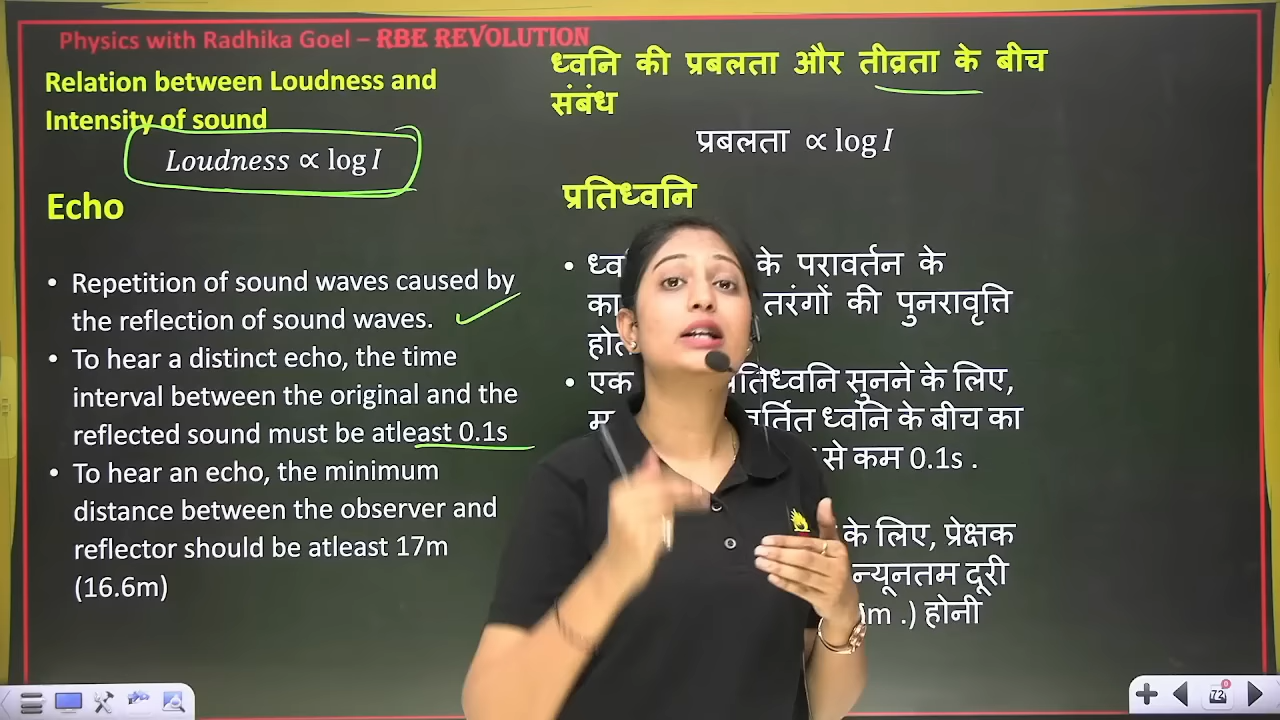 Physics with Radhika Goel – RBE REVOLUTION
Relation between Loudness and
Intensity of sound
Loudness ∝ log I
Echo
• Repetition of sound waves caused by
the reflection of sound waves.
• To hear a distinct echo, the time
interval between the original and the
reflected sound must be atleast 0.1s
• To hear an echo, the minimum
distance between the observer and
reflector should be atleast 17m
(16.6m)
ध्वनि की प्रबलता और तीव्रता के बीच
संबंध
प्रबलता ∝ log I
प्रतिध्वनि
• के परावर्तन के
तरंगों की पुनरावृत्ति
• एक सुनने के लिए,
ध्वनि के बीच का
से कम 0.1s .
के लिए, प्रेक्षक
न्यूनतम दूरी
.) होनी
72